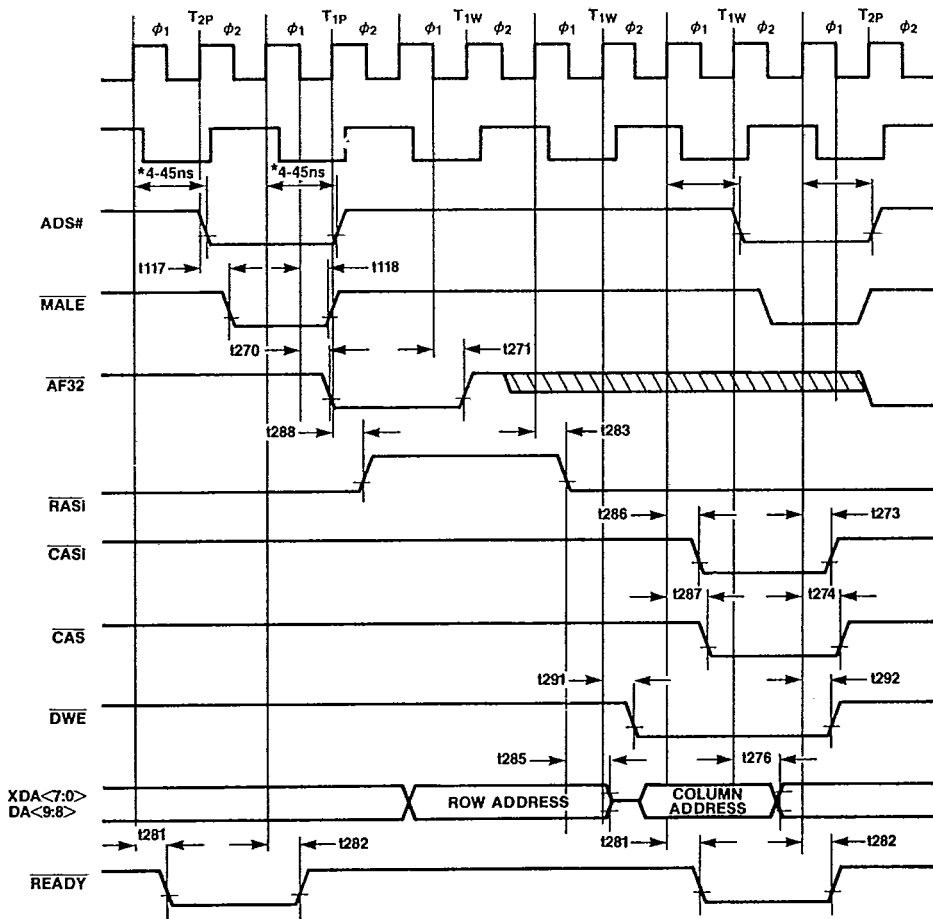 T2P T1P T1W T1W T1W T2P
ϕ1 ϕ2 ϕ1 ϕ2 ϕ1 ϕ2 ϕ1 ϕ2 ϕ1 ϕ2 ϕ1 ϕ2
*4-45ns *4-45ns
ADS#
t117 t118
MALE
t270 t271
AF32
t288 t283
RASI
t286 t273
CASI
t287 t274
CAS
t291 t292
DWE
t285 t276
XDA<7:0>
DA<9:8>
ROW ADDRESS
COLUMN
ADDRESS
t281 t282 t281 t282
READY